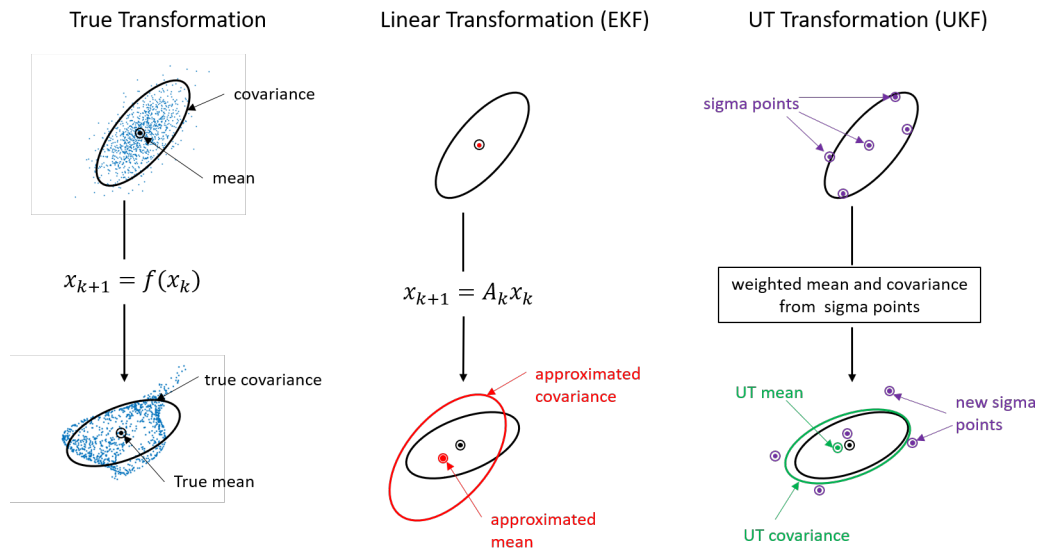 True Transformation
covariance
mean
x_{k+1} = f(x_k)
true covariance
True mean
Linear Transformation (EKF)
x_{k+1} = A_k x_k
approximated
covariance
approximated
mean
UT Transformation (UKF)
sigma points
weighted mean and covariance
from sigma points
UT mean
new sigma
points
UT covariance